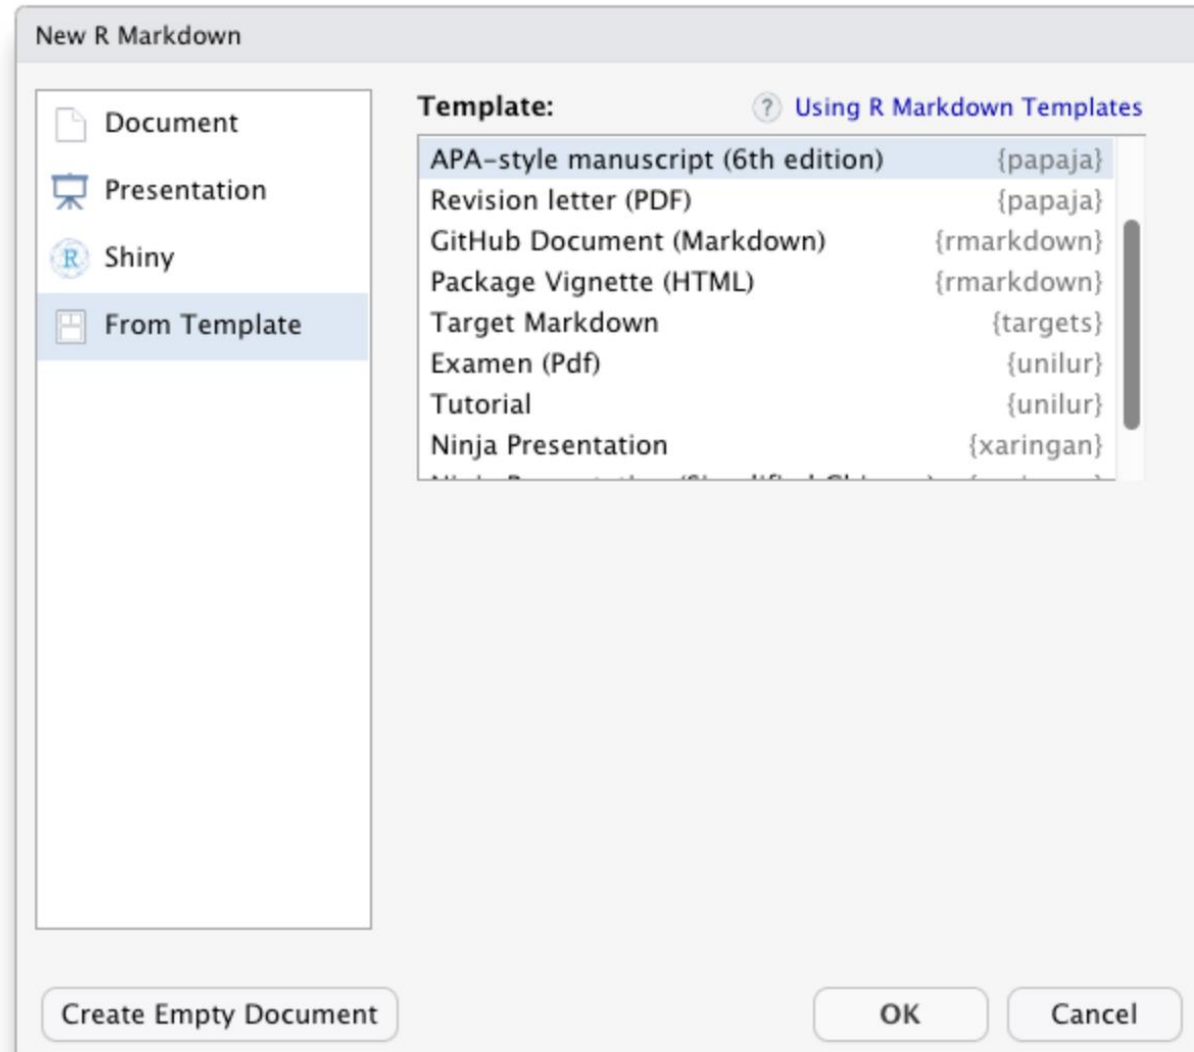 New R Markdown
Document
Presentation
Shiny
From Template
Template:
? Using R Markdown Templates
APA-style manuscript (6th edition) {papaja}
Revision letter (PDF) {papaja}
GitHub Document (Markdown) {rmarkdown}
Package Vignette (HTML) {rmarkdown}
Target Markdown {targets}
Examen (Pdf) {unilur}
Tutorial {unilur}
Ninja Presentation {xaringan}
Create Empty Document
OK
Cancel